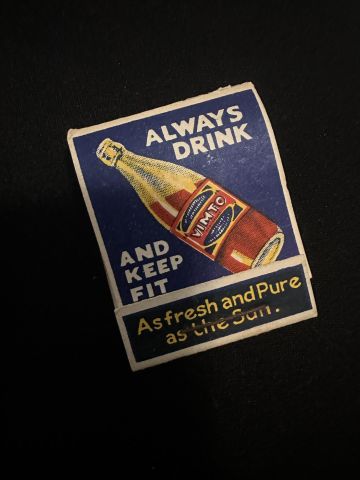 ALWAYS
DRINK
VIMTO
AND
KEEP
FIT
As fresh and Pure
as the Sun.